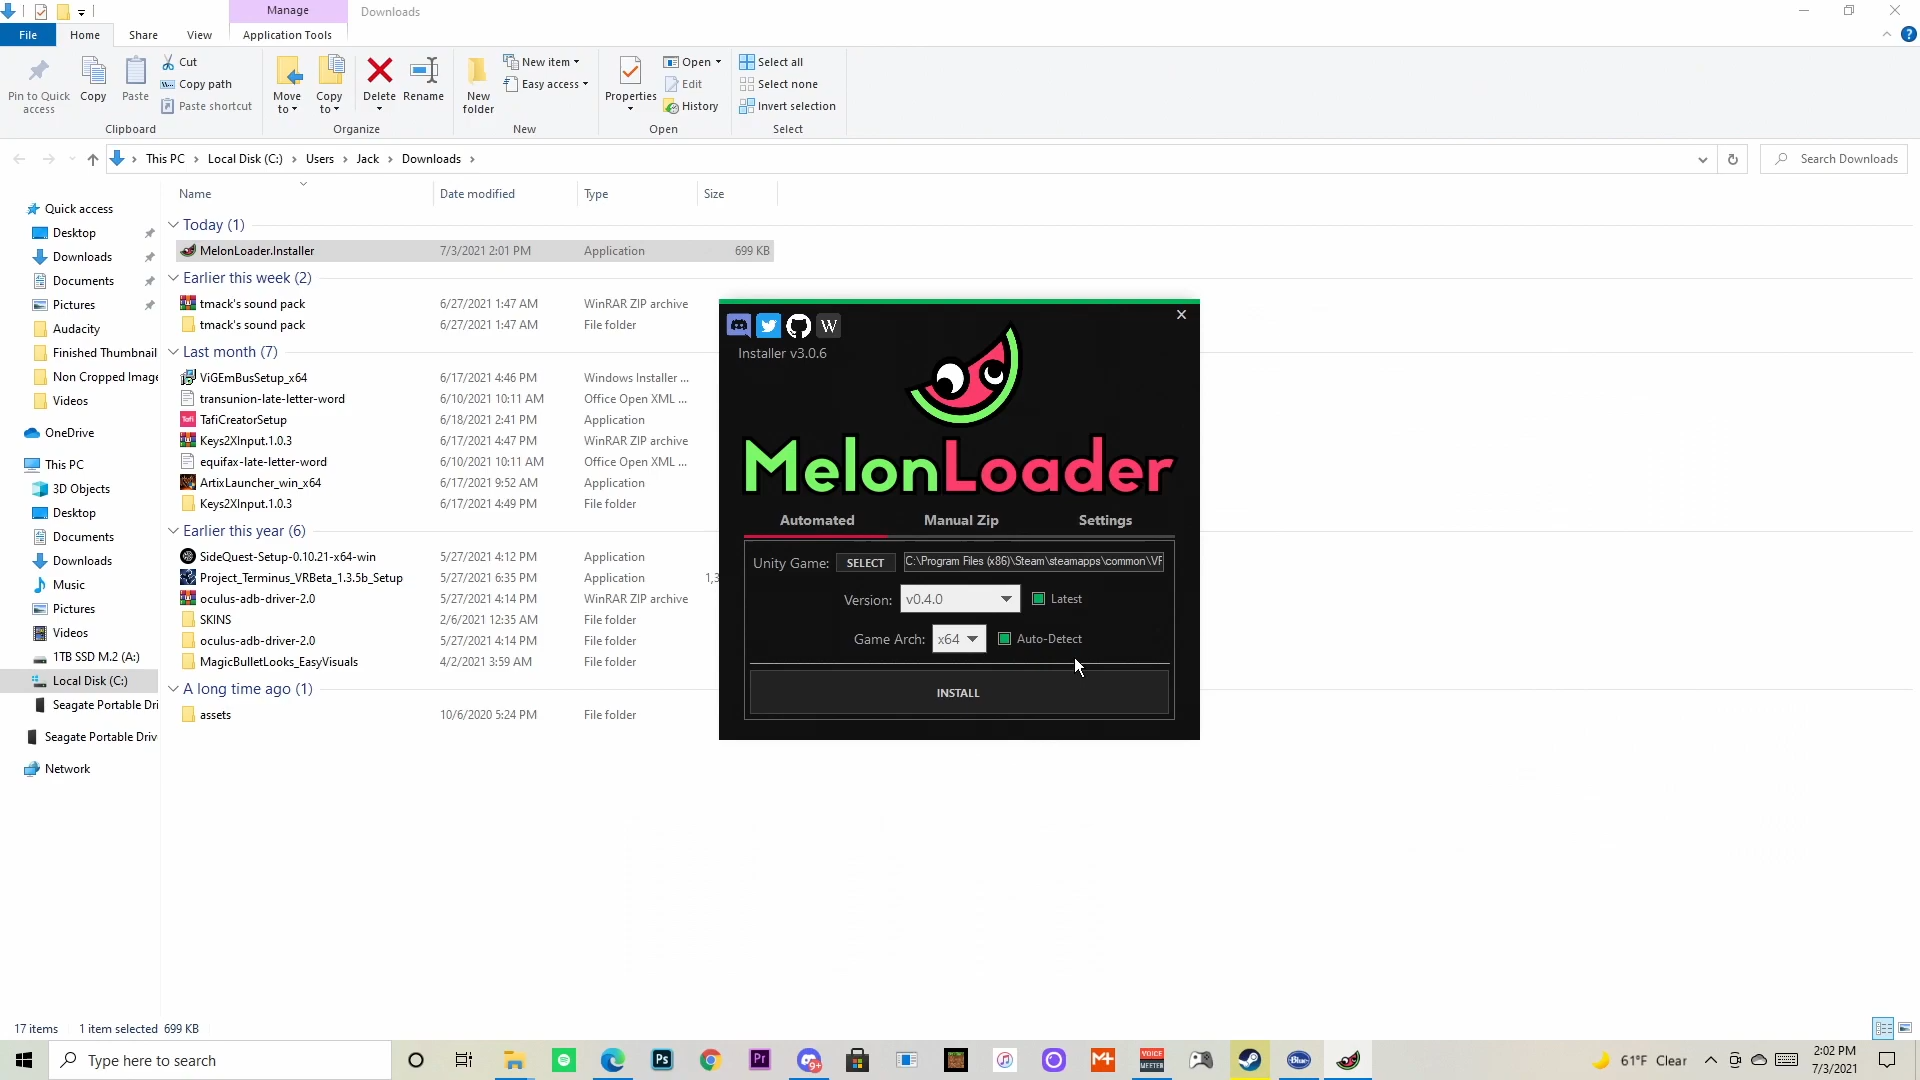 Manage
Downloads
File
Home
Share
View
Application Tools
Pin to Quick access
Copy
Paste
Cut
Copy path
Paste shortcut
Clipboard
Move to
Copy to
Delete
Rename
Organize
New folder
New item
Easy access
New
Properties
Open
Edit
History
Open
Select all
Select none
Invert selection
Select
This PC
Local Disk (C:)
Users
Jack
Downloads
Search Downloads
Name
Date modified
Type
Size
Quick access
Desktop
Downloads
Documents
Pictures
Audacity
Finished Thumbnail
Non Cropped Image
Videos
OneDrive
This PC
3D Objects
Desktop
Documents
Downloads
Music
Pictures
Videos
1TB SSD M.2 (A:)
Local Disk (C:)
Seagate Portable Dri
Seagate Portable Driv
Network
Today (1)
MelonLoader.Installer 7/3/2021 2:01 PM Application 699 KB
Earlier this week (2)
tmack's sound pack 6/27/2021 1:47 AM WinRAR ZIP archive
tmack's sound pack 6/27/2021 1:47 AM File folder
Last month (7)
ViGEmBusSetup_x64 6/17/2021 4:46 PM Windows Installer ...
transunion-late-letter-word 6/10/2021 10:11 AM Office Open XML ...
TafiCreatorSetup 6/18/2021 2:41 PM Application
Keys2XInput.1.0.3 6/17/2021 4:47 PM WinRAR ZIP archive
equifax-late-letter-word 6/10/2021 10:11 AM Office Open XML ...
ArtixLauncher_win_x64 6/17/2021 9:52 AM Application
Keys2XInput.1.0.3 6/17/2021 4:49 PM File folder
Earlier this year (6)
SideQuest-Setup-0.10.21-x64-win 5/27/2021 4:12 PM Application
Project_Terminus_VRBeta_1.3.5b_Setup 5/27/2021 6:35 PM Application 1,3
oculus-adb-driver-2.0 5/27/2021 4:14 PM WinRAR ZIP archive
SKINS 2/6/2021 12:35 AM File folder
oculus-adb-driver-2.0 5/27/2021 4:14 PM File folder
MagicBulletLooks_EasyVisuals 4/2/2021 3:59 AM File folder
A long time ago (1)
assets 10/6/2020 5:24 PM File folder
W
Installer v3.0.6
MelonLoader
Automated
Manual Zip
Settings
Unity Game:
SELECT
C:\Program Files (x86)\Steam\steamapps\common\VF
Version:
v0.4.0
Latest
Game Arch:
x64
Auto-Detect
INSTALL
17 items
1 item selected 699 KB
Type here to search
Ps
Pr
9+
M+
VOICE
MEETER
Blue
61°F Clear
2:02 PM
7/3/2021